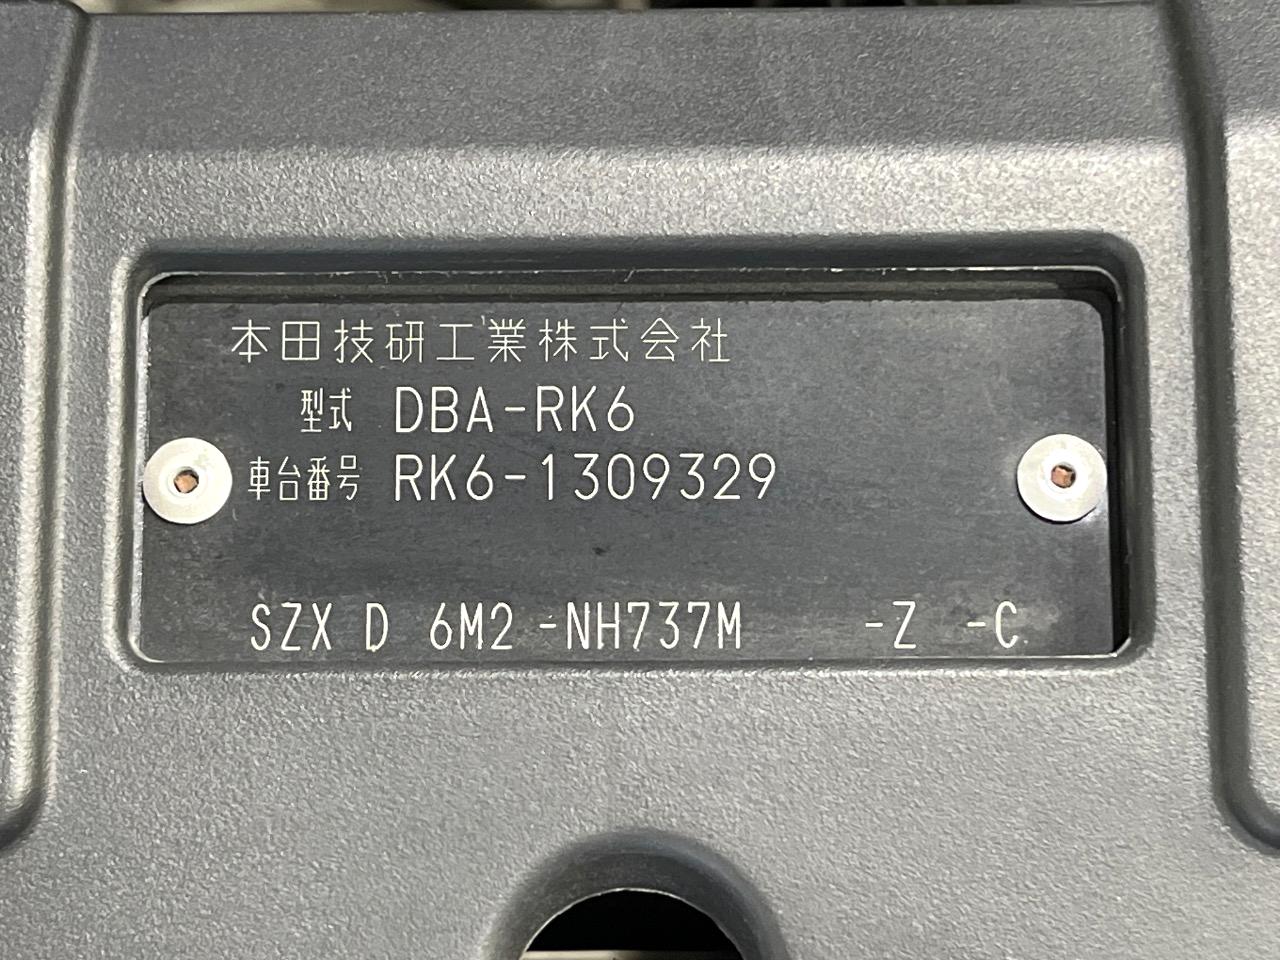 本田技研工業株式会社
型式 DBA-RK6
車台番号 RK6-1309329
SZX D 6M2 -NH737M -Z -C